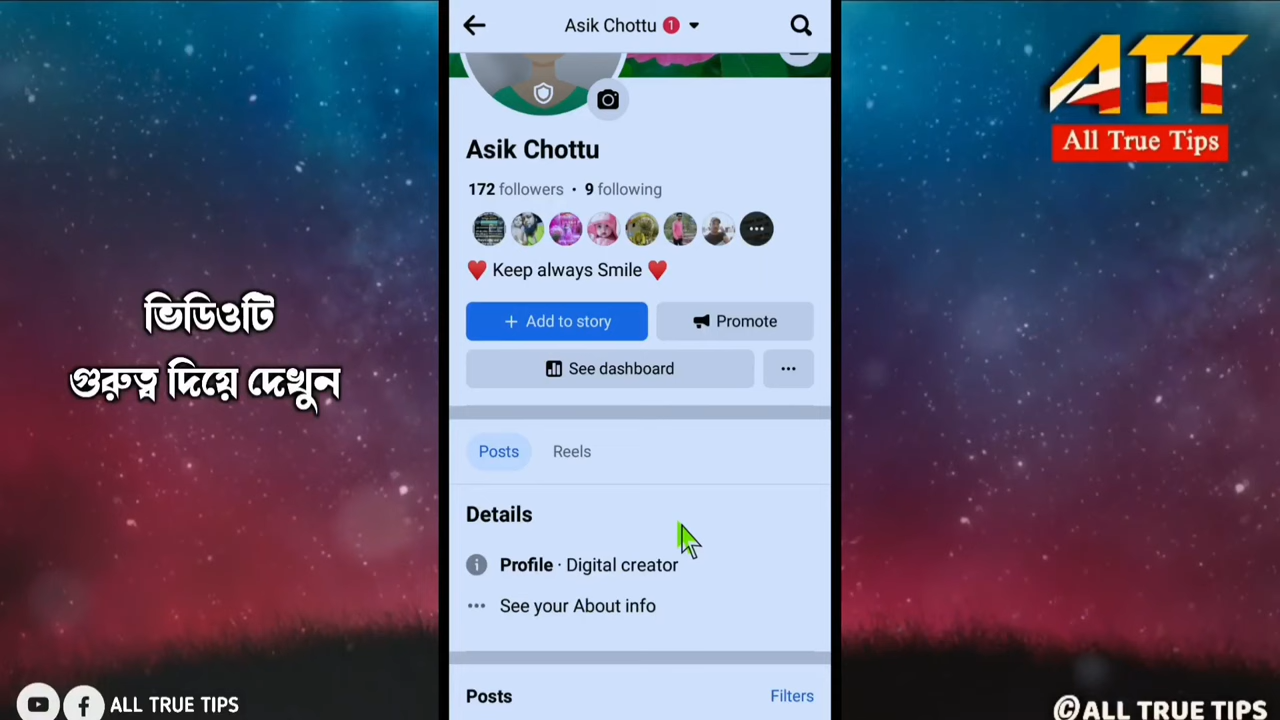 Asik Chottu 1
ATT
All True Tips
Asik Chottu
172 followers · 9 following
❤️ Keep always Smile ❤️
+ Add to story
Promote
See dashboard
ভিডিওটি
গুরুত্ব দিয়ে দেখুন
Posts
Reels
Details
Profile · Digital creator
See your About info
Posts
Filters
ALL TRUE TIPS
©ALL TRUE TIPS